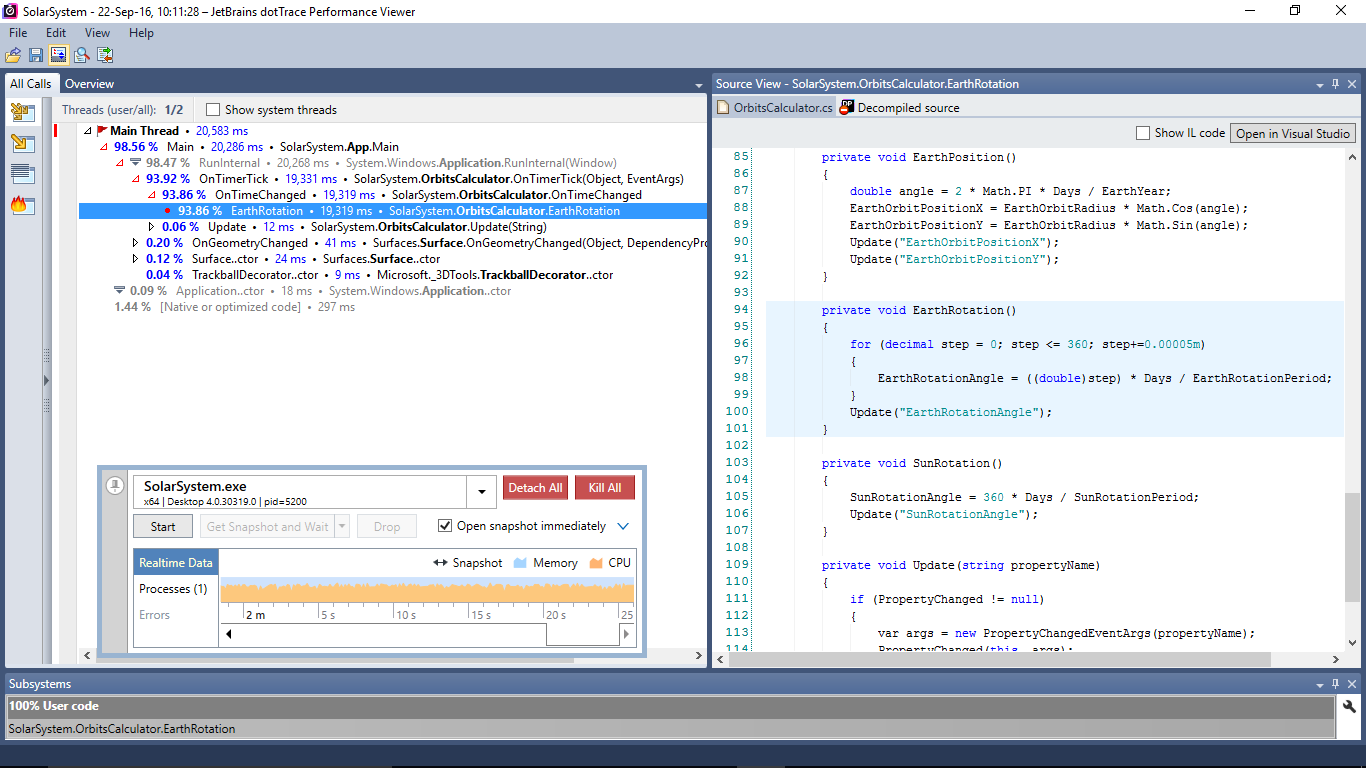 SolarSystem - 22-Sep-16, 10:11:28 – JetBrains dotTrace Performance Viewer
File Edit View Help
All Calls Overview
Threads (user/all): 1/2 Show system threads
Main Thread • 20,583 ms
98.56 % Main • 20,286 ms • SolarSystem.App.Main
98.47 % RunInternal • 20,268 ms • System.Windows.Application.RunInternal(Window)
93.92 % OnTimerTick • 19,331 ms • SolarSystem.OrbitsCalculator.OnTimerTick(Object, EventArgs)
93.86 % OnTimeChanged • 19,319 ms • SolarSystem.OrbitsCalculator.OnTimeChanged
93.86 % EarthRotation • 19,319 ms • SolarSystem.OrbitsCalculator.EarthRotation
0.06 % Update • 12 ms • SolarSystem.OrbitsCalculator.Update(String)
0.20 % OnGeometryChanged • 41 ms • Surfaces.Surface.OnGeometryChanged(Object, DependencyPro
0.12 % Surface..ctor • 24 ms • Surfaces.Surface..ctor
0.04 % TrackballDecorator..ctor • 9 ms • Microsoft._3DTools.TrackballDecorator..ctor
0.09 % Application..ctor • 18 ms • System.Windows.Application..ctor
1.44 % [Native or optimized code] • 297 ms
SolarSystem.exe
x64 | Desktop 4.0.30319.0 | pid=5200
Detach All Kill All
Start Get Snapshot and Wait Drop Open snapshot immediately
Realtime Data Snapshot Memory CPU
Processes (1)
Errors
2 m 5 s 10 s 15 s 20 s 25
Source View - SolarSystem.OrbitsCalculator.EarthRotation
OrbitsCalculator.cs DP Decompiled source
Show IL code Open in Visual Studio
85 private void EarthPosition()
86 {
87 double angle = 2 * Math.PI * Days / EarthYear;
88 EarthOrbitPositionX = EarthOrbitRadius * Math.Cos(angle);
89 EarthOrbitPositionY = EarthOrbitRadius * Math.Sin(angle);
90 Update("EarthOrbitPositionX");
91 Update("EarthOrbitPositionY");
92 }
93
94 private void EarthRotation()
95 {
96 for (decimal step = 0; step <= 360; step+=0.00005m)
97 {
98 EarthRotationAngle = ((double)step) * Days / EarthRotationPeriod;
99 }
100 Update("EarthRotationAngle");
101 }
102
103 private void SunRotation()
104 {
105 SunRotationAngle = 360 * Days / SunRotationPeriod;
106 Update("SunRotationAngle");
107 }
108
109 private void Update(string propertyName)
110 {
111 if (PropertyChanged != null)
112 {
113 var args = new PropertyChangedEventArgs(propertyName);
114 PropertyChanged(this, args);
Subsystems
100% User code
SolarSystem.OrbitsCalculator.EarthRotation